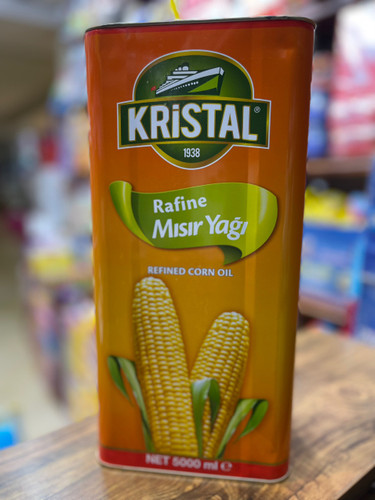 KRiSTAL®
1938
Rafine
Mısır Yağı
REFINED CORN OIL
NET 5000 ml ℮